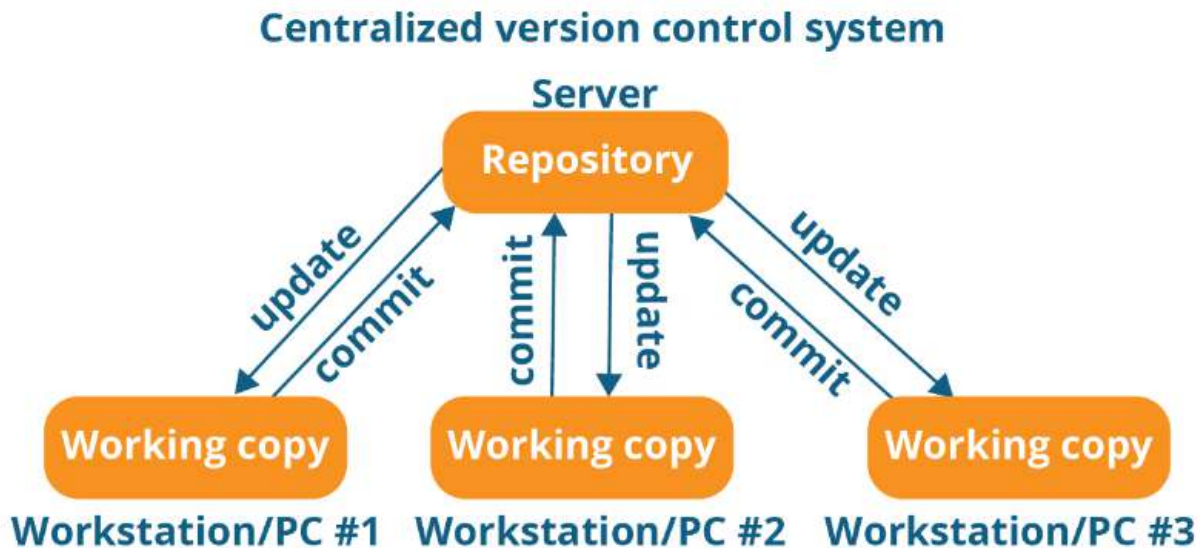 Centralized version control system
Server
Repository
update
commit
commit
update
update
commit
Working copy
Working copy
Working copy
Workstation/PC #1
Workstation/PC #2
Workstation/PC #3